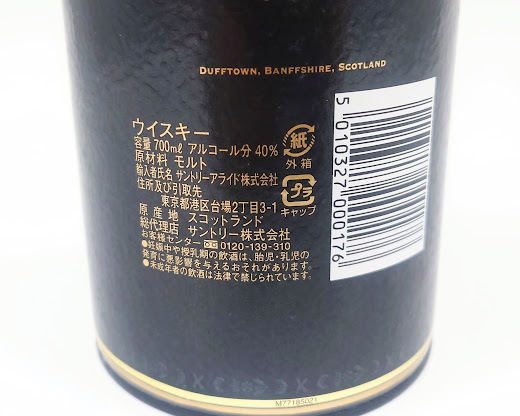 DUFFTOWN, BANFFSHIRE, SCOTLAND
ウイスキー
容量 700mℓ アルコール分 40%
原材料 モルト
輸入者氏名 サントリーアライド株式会社
住所及び引取先
東京都港区台場2丁目3-1
原産地 スコットランド
総代理店 サントリー株式会社
お客様センター 0120-139-310
●妊娠中や授乳期の飲酒は、胎児・乳児の
発育に悪影響を与えるおそれがあります。
●未成年者の飲酒は法律で禁じられています。
紙
外箱
プラ
キャップ
5 010327 000176
M77185021